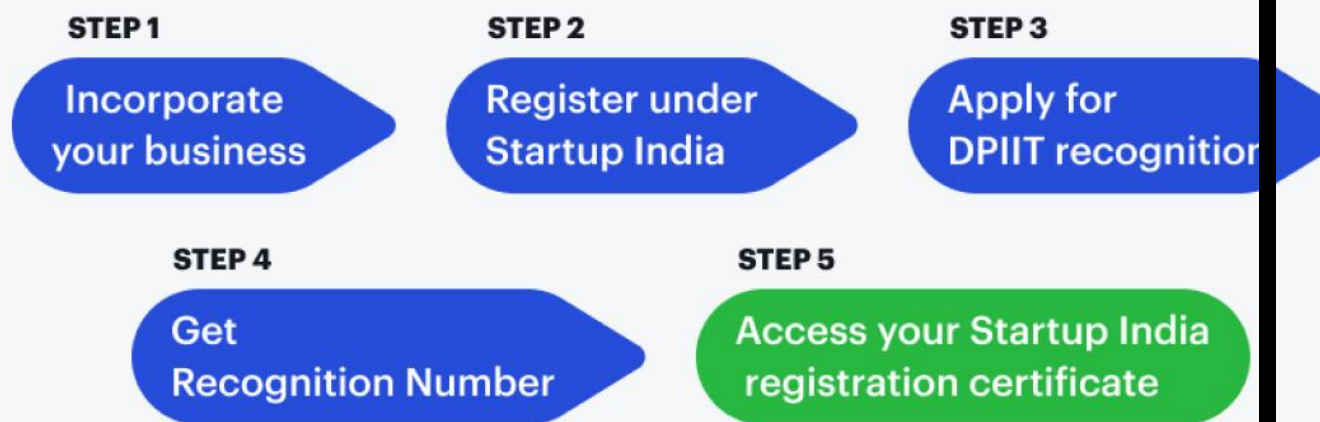 STEP 1
Incorporate
your business
STEP 2
Register under
Startup India
STEP 3
Apply for
DPIIT recognition
STEP 4
Get
Recognition Number
STEP 5
Access your Startup India
registration certificate